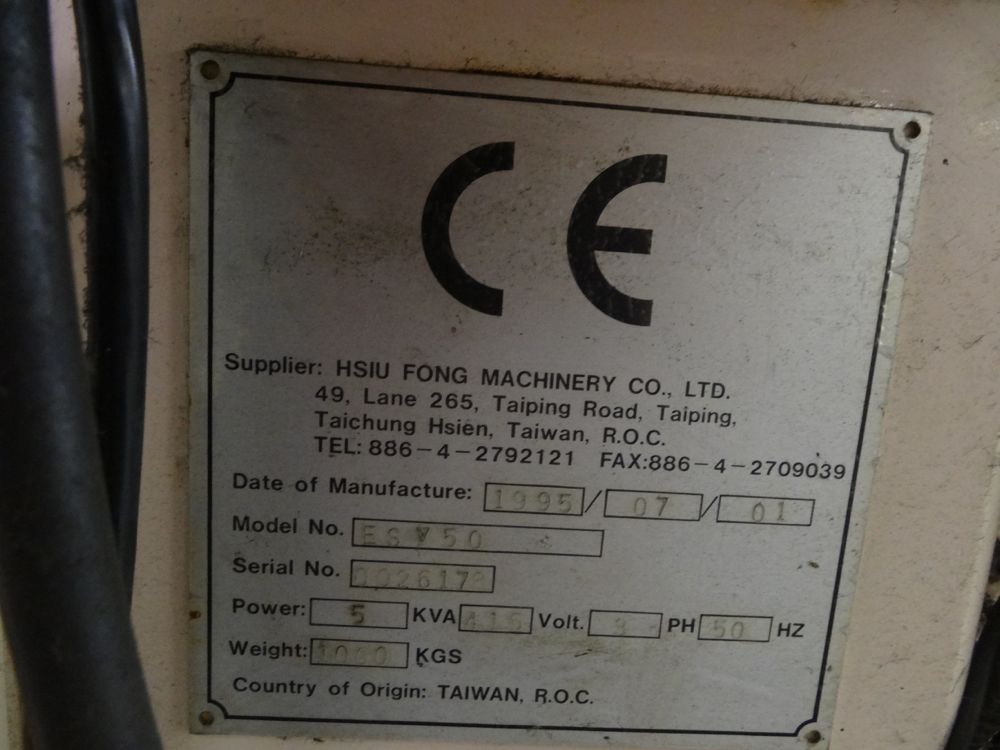 CE
Supplier: HSIU FONG MACHINERY CO., LTD.
49, Lane 265, Taiping Road, Taiping,
Taichung Hsien, Taiwan, R.O.C.
TEL: 886-4-2792121 FAX:886-4-2709039
Date of Manufacture: 1995/07/01
Model No.
Serial No.
Power: 5 KVA 415 Volt. 3 PH 50 HZ
Weight: KGS
Country of Origin: TAIWAN, R.O.C.